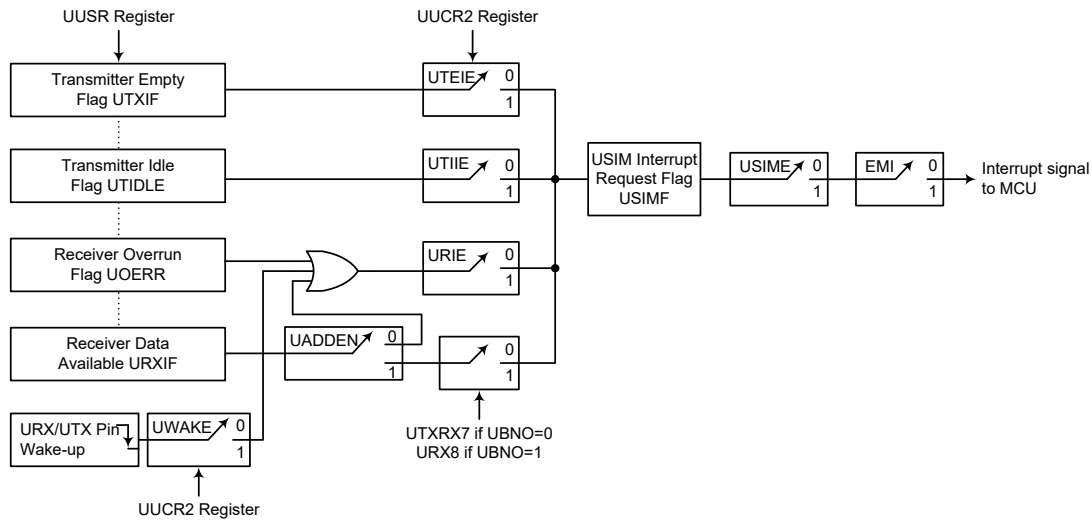 UUSR Register
UUCR2 Register
Transmitter Empty
Flag UTXIF
UTEIE
0
1
Transmitter Idle
Flag UTIDLE
UTIIE
0
1
USIM Interrupt
Request Flag
USIMF
USIME
0
1
EMI
0
1
Interrupt signal
to MCU
Receiver Overrun
Flag UOERR
URIE
0
1
Receiver Data
Available URXIF
UADDEN
0
1
0
1
URX/UTX Pin
Wake-up
UWAKE
0
1
UTXRX7 if UBNO=0
URX8 if UBNO=1
UUCR2 Register